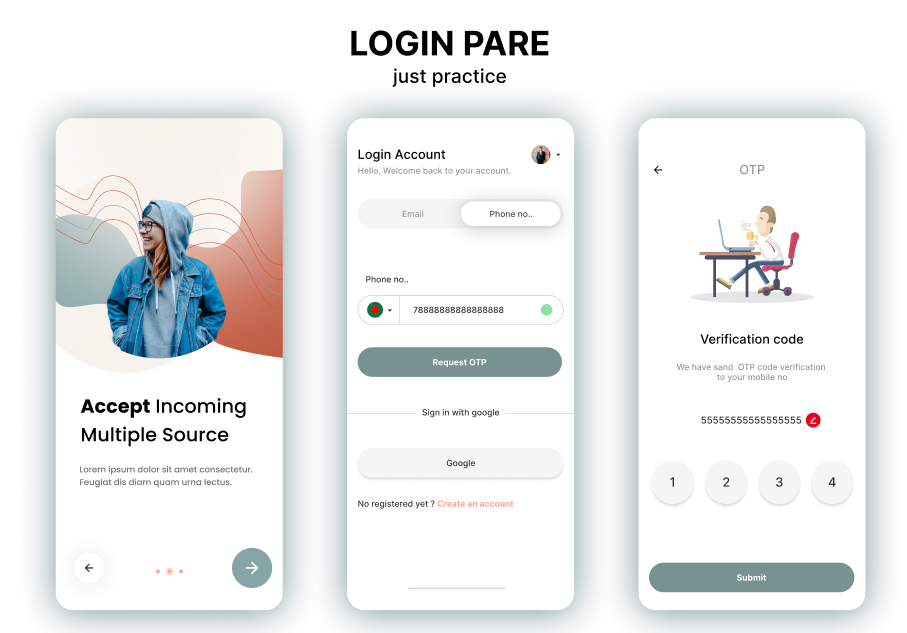 LOGIN PARE
just practice
Accept Incoming
Multiple Source
Lorem ipsum dolor sit amet consectetur.
Feugiat dis diam quam urna lectus.
Login Account
Hello, Welcome back to your account.
Email
Phone no..
Phone no..
78888888888888888
Request OTP
Sign in with google
Google
No registered yet ? Create an account
OTP
Verification code
We have sand OTP code verification
to your mobile no
55555555555555555
1 2 3 4
Submit